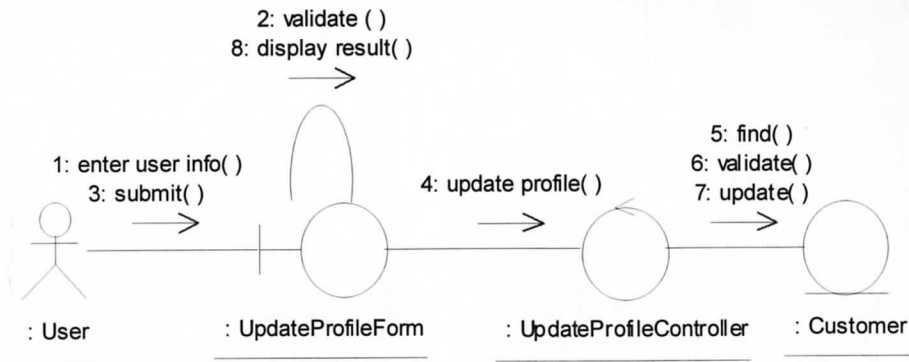 2: validate ( )
8: display result( )
1: enter user info( )
3: submit( )
4: update profile( )
5: find( )
6: validate( )
7: update( )
: User
: UpdateProfileForm
: UpdateProfileController
: Customer